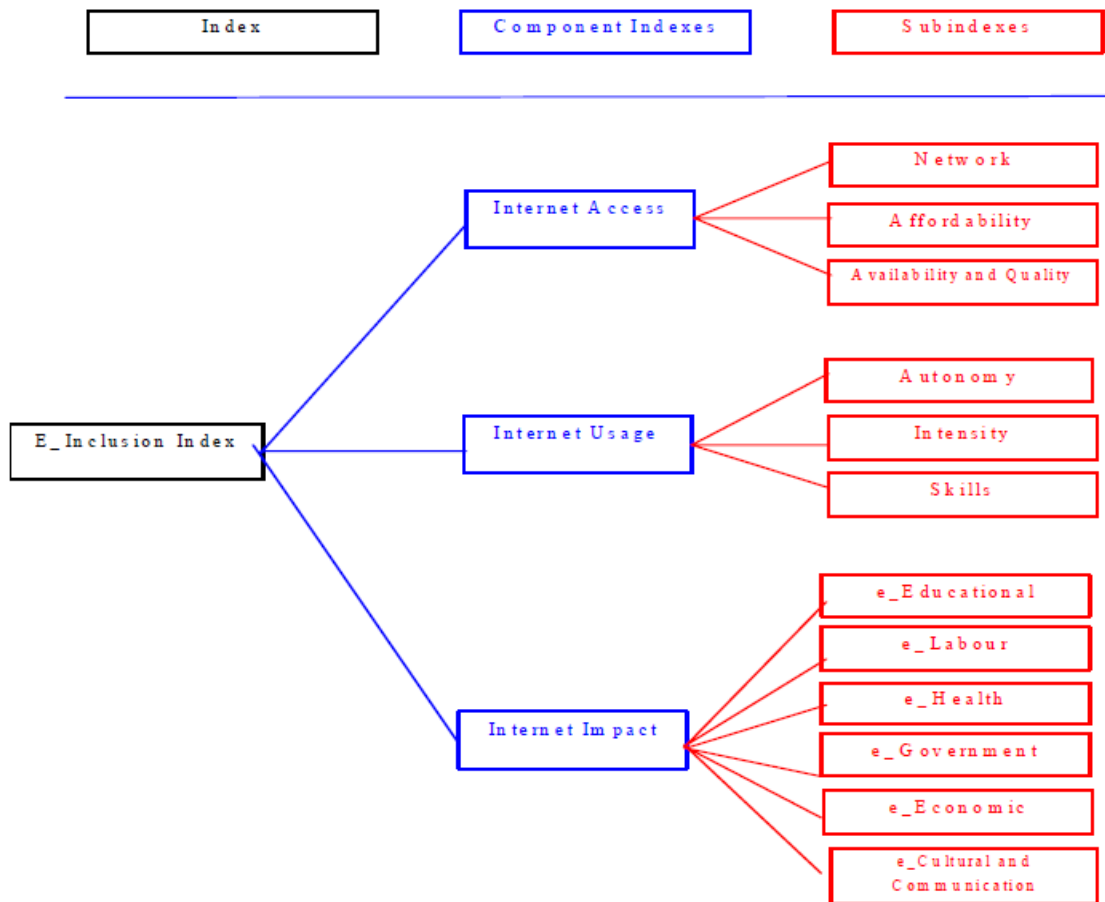 Index
Component Indexes
Subindexes
Network
Internet Access
Affordability
Availability and Quality
Autonomy
E_Inclusion Index
Internet Usage
Intensity
Skills
e_Educational
e_Labour
e_Health
Internet Impact
e_Government
e_Economic
e_Cultural and
Communication